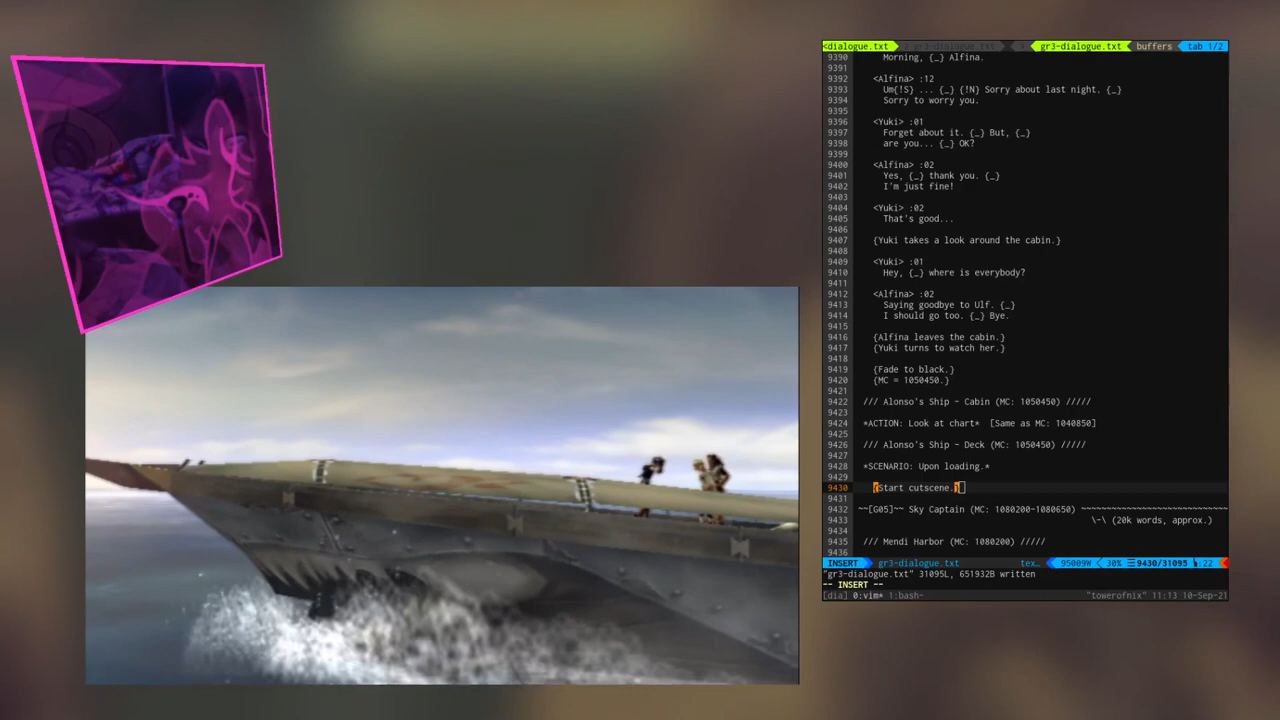 <dialogue.txt gr3-dialogue.txt buffers tab 1/2
9390 Morning, {_} Alfina.
9391
9392 <Alfina> :12
9393 Um{!S} ... {_} {!N} Sorry about last night. {_}
9394 Sorry to worry you.
9395
9396 <Yuki> :01
9397 Forget about it. {_} But, {_}
9398 are you... {_} OK?
9399
9400 <Alfina> :02
9401 Yes, {_} thank you. {_}
9402 I'm just fine!
9403
9404 <Yuki> :02
9405 That's good...
9406
9407 {Yuki takes a look around the cabin.}
9408
9409 <Yuki> :01
9410 Hey, {_} where is everybody?
9411
9412 <Alfina> :02
9413 Saying goodbye to Ulf. {_}
9414 I should go too. {_} Bye.
9415
9416 {Alfina leaves the cabin.}
9417 {Yuki turns to watch her.}
9418
9419 {Fade to black.}
9420 {MC = 1050450.}
9421
9422 /// Alonso's Ship - Cabin (MC: 1050450) /////
9423
9424 *ACTION: Look at chart* [Same as MC: 1040850]
9425
9426 /// Alonso's Ship - Deck (MC: 1050450) /////
9427
9428 *SCENARIO: Upon loading.*
9429
9430 {Start cutscene.}
9431
9432 ~~[G05]~~ Sky Captain (MC: 1080200-1080650) ~~~~~~~~~~~~~~~~~~~~~~~~~~~~
9433 \~\ (20k words, approx.)
9434
9435 /// Mendi Harbor (MC: 1080200) /////
9436
INSERT gr3-dialogue.txt tex… 95009W < 30% ☰ 9430/31095 :22
"gr3-dialogue.txt" 31095L, 651932B written
-- INSERT --
[dia] 0:vim* 1:bash- "towerofnix" 11:13 10-Sep-21